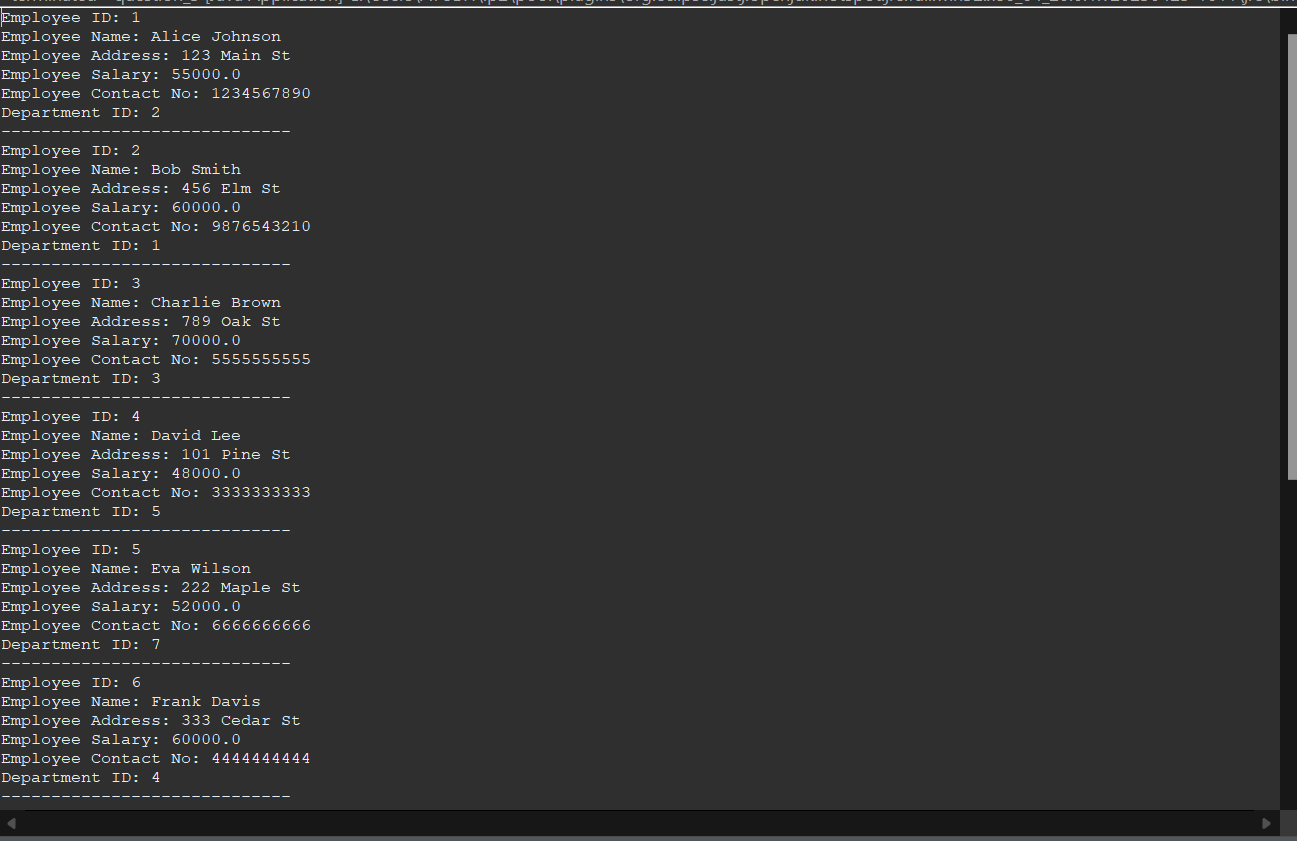 Employee ID: 1
Employee Name: Alice Johnson
Employee Address: 123 Main St
Employee Salary: 55000.0
Employee Contact No: 1234567890
Department ID: 2
-----------------------------
Employee ID: 2
Employee Name: Bob Smith
Employee Address: 456 Elm St
Employee Salary: 60000.0
Employee Contact No: 9876543210
Department ID: 1
-----------------------------
Employee ID: 3
Employee Name: Charlie Brown
Employee Address: 789 Oak St
Employee Salary: 70000.0
Employee Contact No: 5555555555
Department ID: 3
-----------------------------
Employee ID: 4
Employee Name: David Lee
Employee Address: 101 Pine St
Employee Salary: 48000.0
Employee Contact No: 3333333333
Department ID: 5
-----------------------------
Employee ID: 5
Employee Name: Eva Wilson
Employee Address: 222 Maple St
Employee Salary: 52000.0
Employee Contact No: 6666666666
Department ID: 7
-----------------------------
Employee ID: 6
Employee Name: Frank Davis
Employee Address: 333 Cedar St
Employee Salary: 60000.0
Employee Contact No: 4444444444
Department ID: 4
-----------------------------